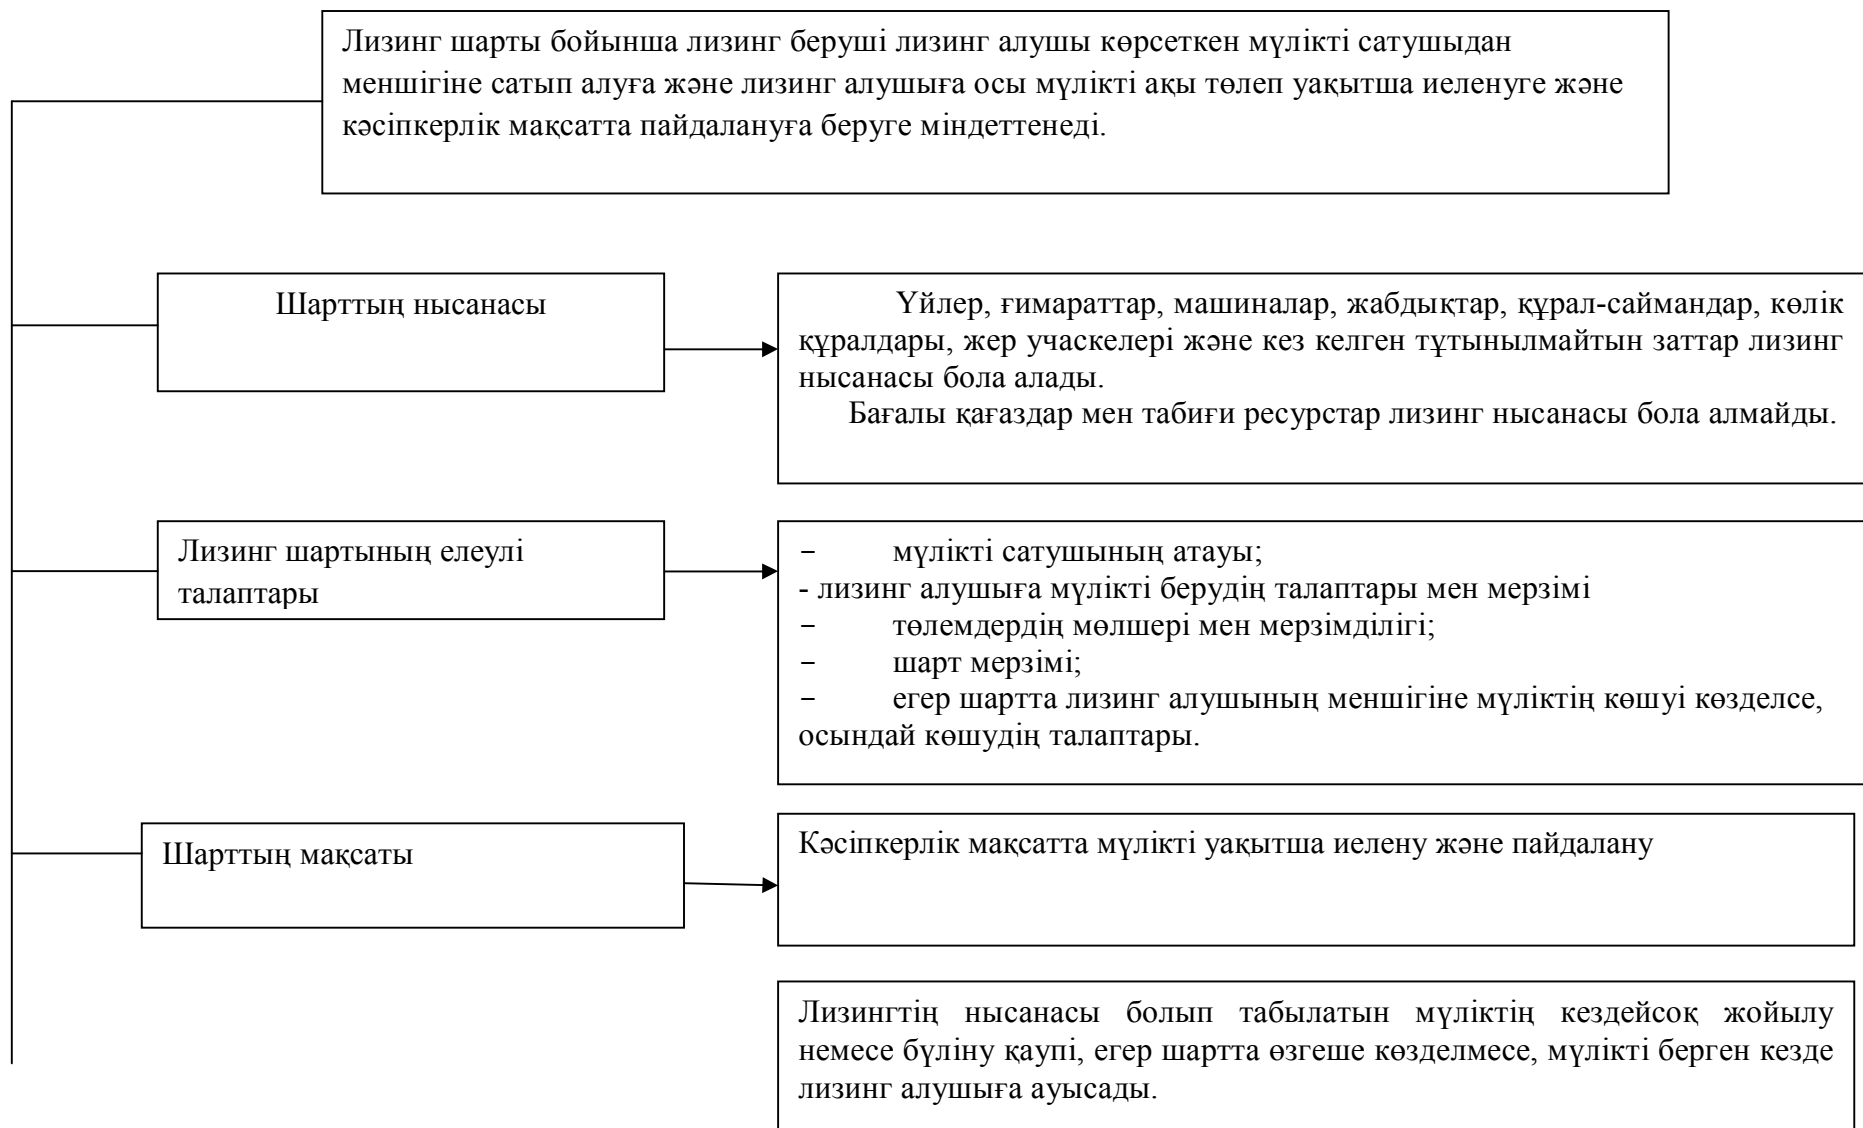 Лизинг шарты бойынша лизинг беруші лизинг алушы көрсеткен мүлікті сатушыдан
меншігіне сатып алуға және лизинг алушыға осы мүлікті ақы төлеп уақытша иеленуге және
кәсіпкерлік мақсатта пайдалануға беруге міндеттенеді.
Шарттың нысанасы
Үйлер, ғимараттар, машиналар, жабдықтар, құрал-саймандар, көлік
құралдары, жер учаскелері және кез келген тұтынылмайтын заттар лизинг
нысанасы бола алады.
Бағалы қағаздар мен табиғи ресурстар лизинг нысанасы бола алмайды.
Лизинг шартының елеулі
талаптары
− мүлікті сатушының атауы;
- лизинг алушыға мүлікті берудің талаптары мен мерзімі
− төлемдердің мөлшері мен мерзімділігі;
− шарт мерзімі;
− егер шартта лизинг алушының меншігіне мүліктің көшуі көзделсе,
осындай көшудің талаптары.
Шарттың мақсаты
Кәсіпкерлік мақсатта мүлікті уақытша иелену және пайдалану
Лизингтің нысанасы болып табылатын мүліктің кездейсоқ жойылу
немесе бүліну қаупі, егер шартта өзгеше көзделмесе, мүлікті берген кезде
лизинг алушыға ауысады.